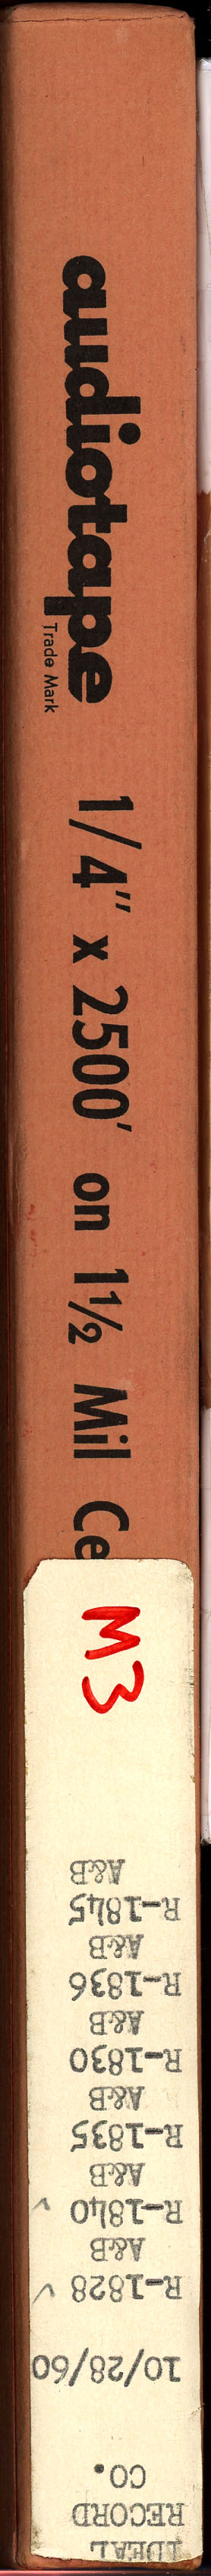 audiotape
Trade Mark
1/4" x 2500' on 1½ Mil Ce
M3
IDEAL
RECORD
CO.
10/28/60
R-1828 ✓
A&B
R-1840 ✓
A&B
R-1835
A&B
R-1830
A&B
R-1836
A&B
R-1845
A&B